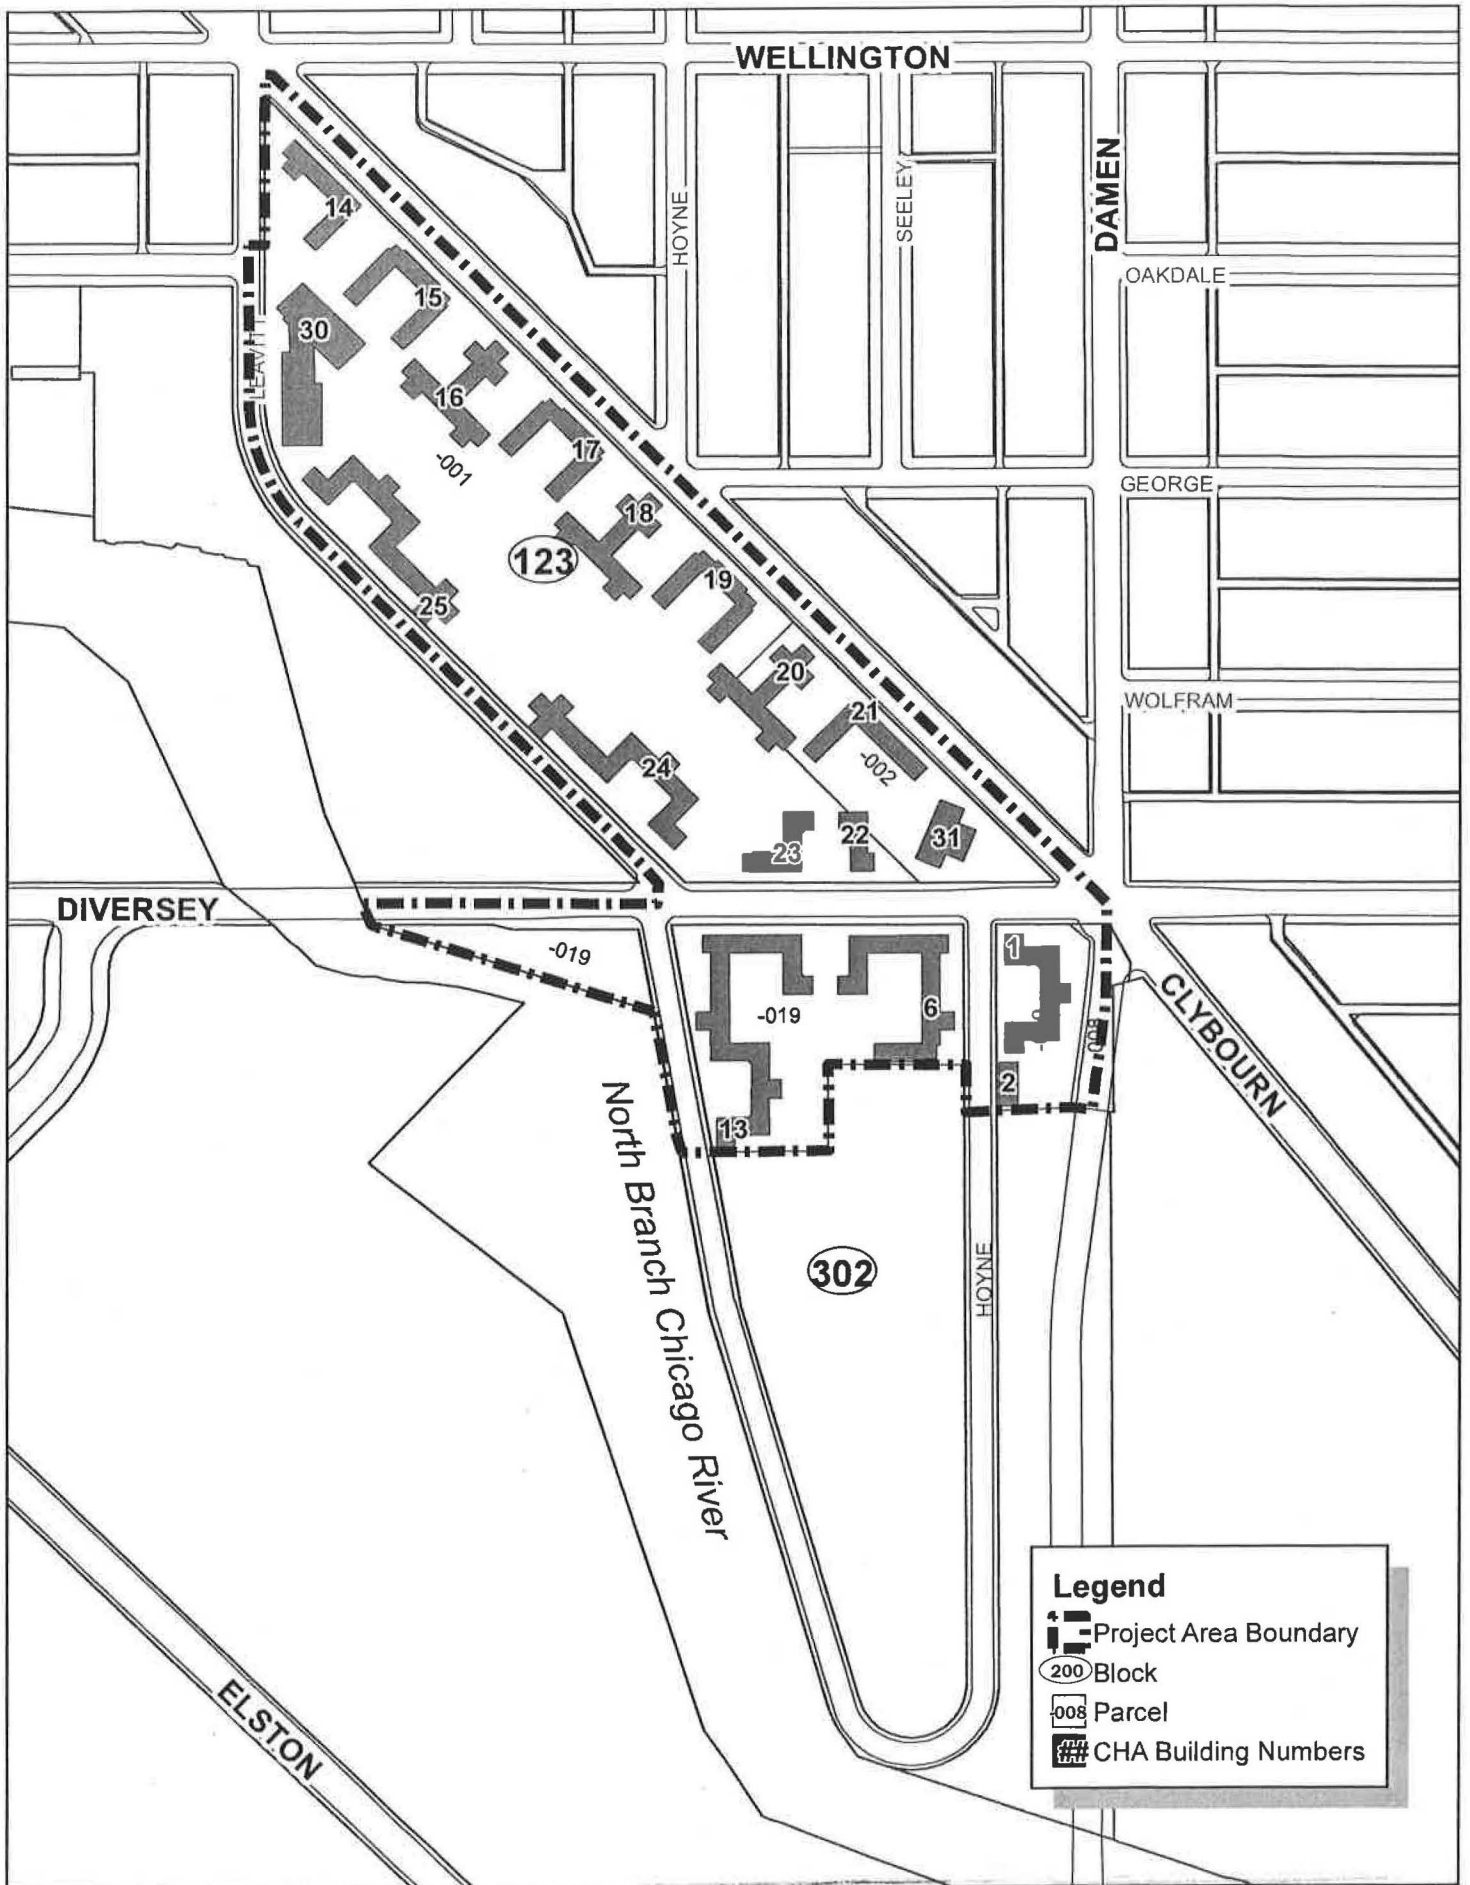 WELLINGTON
HOYNE
SEELEY
DAMEN
OAKDALE
14
15
30
LEAVITT
16
17
-001
GEORGE
18
123
19
25
20
WOLFRAM
21
-002
24
22
31
23
DIVERSEY
-019
1
-019
6
CLYBOURN
008
2
13
North Branch Chicago River
HOYNE
302
ELSTON
Legend
Project Area Boundary
200 Block
-008 Parcel
## CHA Building Numbers